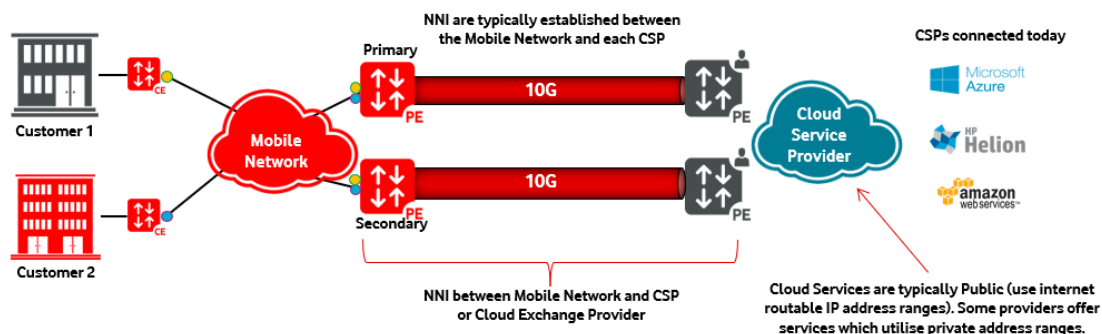 NNI are typically established between
the Mobile Network and each CSP
CSPs connected today
Primary
Microsoft
Azure
CE
10G
PE
PE
Customer 1
Cloud
Service
Provider
Mobile
Network
HP
Helion
10G
PE
PE
amazon
webservices™
CE
Secondary
Customer 2
NNI between Mobile Network and CSP
or Cloud Exchange Provider
Cloud Services are typically Public (use internet
routable IP address ranges). Some providers offer
services which utilise private address ranges.